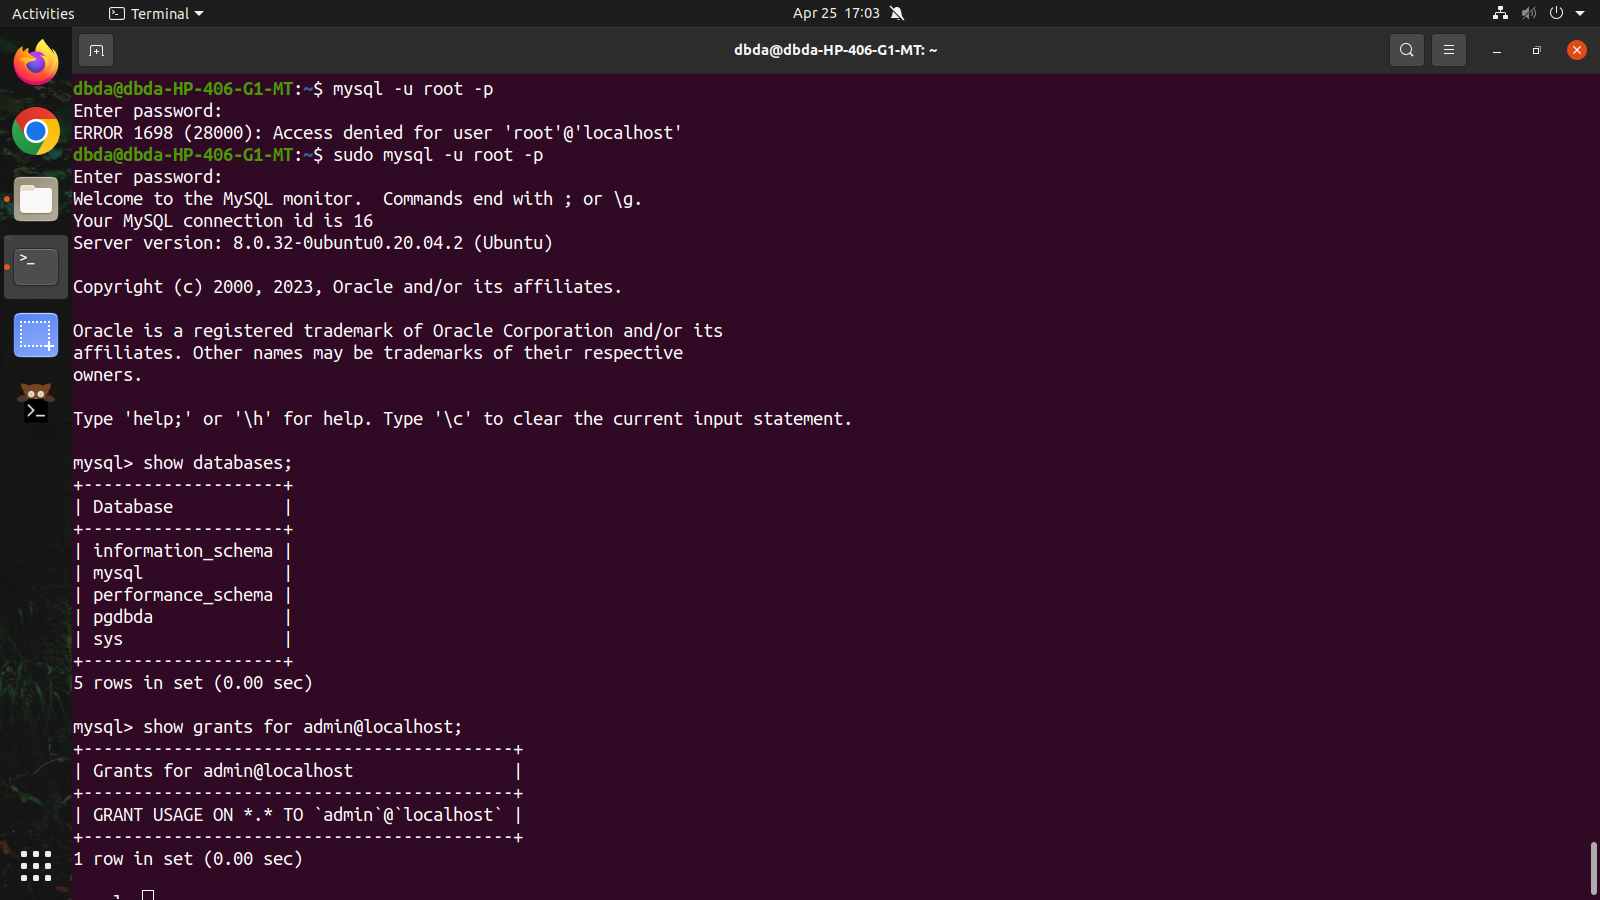 Activities
Terminal
Apr 25 17:03
dbda@dbda-HP-406-G1-MT: ~
dbda@dbda-HP-406-G1-MT:~$ mysql -u root -p
Enter password:
ERROR 1698 (28000): Access denied for user 'root'@'localhost'
dbda@dbda-HP-406-G1-MT:~$ sudo mysql -u root -p
Enter password:
Welcome to the MySQL monitor.  Commands end with ; or \g.
Your MySQL connection id is 16
Server version: 8.0.32-0ubuntu0.20.04.2 (Ubuntu)
Copyright (c) 2000, 2023, Oracle and/or its affiliates.
Oracle is a registered trademark of Oracle Corporation and/or its
affiliates. Other names may be trademarks of their respective
owners.
Type 'help;' or '\h' for help. Type '\c' to clear the current input statement.
mysql> show databases;
+--------------------+
| Database           |
+--------------------+
| information_schema |
| mysql              |
| performance_schema |
| pgdbda             |
| sys                |
+--------------------+
5 rows in set (0.00 sec)
mysql> show grants for admin@localhost;
+-------------------------------------------+
| Grants for admin@localhost                |
+-------------------------------------------+
| GRANT USAGE ON *.* TO `admin`@`localhost` |
+-------------------------------------------+
1 row in set (0.00 sec)